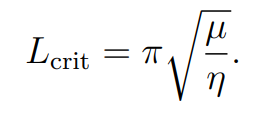 L_crit = π√(μ/η).